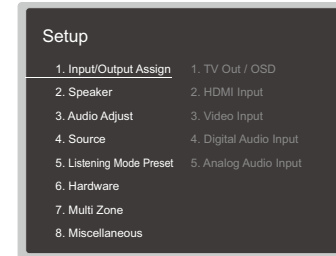 Setup
1. Input/Output Assign
2. Speaker
3. Audio Adjust
4. Source
5. Listening Mode Preset
6. Hardware
7. Multi Zone
8. Miscellaneous
1. TV Out / OSD
2. HDMI Input
3. Video Input
4. Digital Audio Input
5. Analog Audio Input